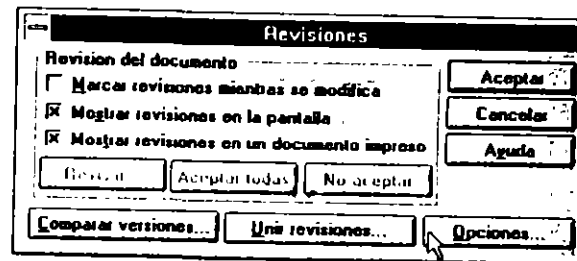 Revisiones
Revision del documento
Marcar revisiones mientras se modifica
Mostrar revisiones en la pantalla
Mostrar revisiones en un documento impreso
Revisar... Aceptar todas No aceptar
Aceptar
Cancelar
Ayuda
Comparar versiones... Unir revisiones... Opciones...